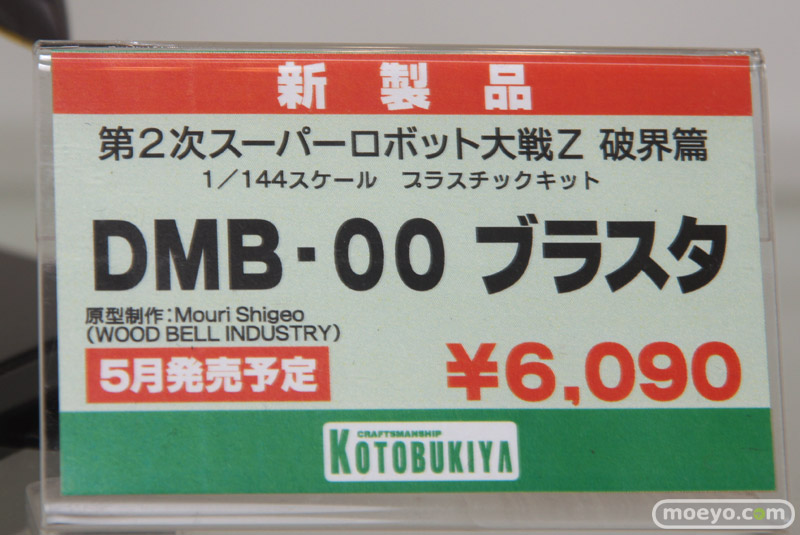 新製品
第2次スーパーロボット大戦Z 破界篇
1/144スケール プラスチックキット
DMB・00 ブラスタ
原型制作:Mouri Shigeo
(WOOD BELL INDUSTRY)
5月発売予定
¥6,090
CRAFTSMANSHIP
KOTOBUKIYA
moeyo.com